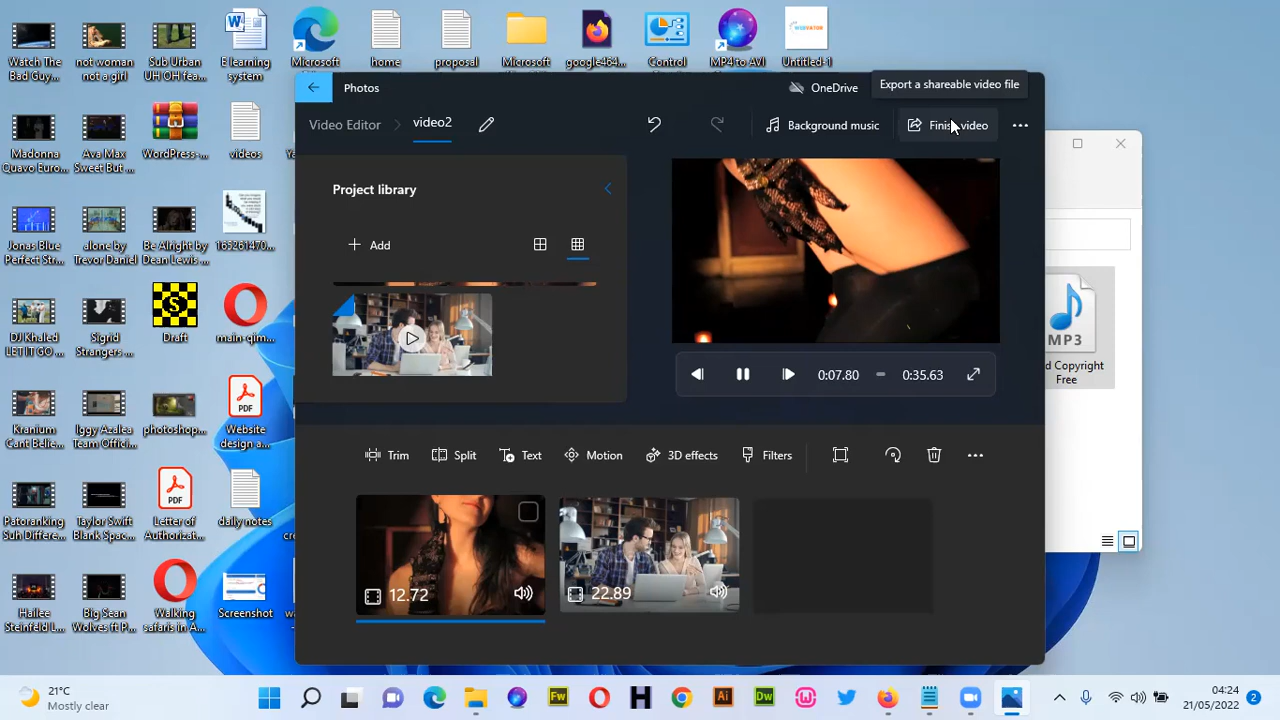 Watch The
Bad Guy...
not woman
not a girl
Sub Urban
UH OH fea...
E learning
system
Microsoft
home
proposal
Microsoft
google464...
Control
MP4 to AVI
Untitled-1
Photos
OneDrive
Export a shareable video file
Video Editor
video2
Background music
Finish video
Project library
Add
Madonna
Quavo Euro...
Ava Max
Sweet But ...
WordPress-...
videos
Jonas Blue
Perfect Str...
alone by
Trevor Daniel
Be Alright by
Dean Lewis ...
165261470...
DJ Khaled
LET IT GO ...
Sigrid
Strangers ...
Draft
main-qim...
MP3
d Copyright
Free
0:07.80
0:35.63
Kranium
Cant Belie...
Iggy Azalea
Team Offici...
photoshop...
PDF
Website
design a...
Trim
Split
Text
Motion
3D effects
Filters
Patoranking
Suh Differe...
Taylor Swift
Blank Spac...
PDF
Letter of
Authorizat...
daily notes
12.72
22.89
Hailee
Steinfeld L...
Big Sean
Wolves ft P...
Walking
safaris in A...
Screenshot
21°C
Mostly clear
Fw
Ai
Dw
04:24
21/05/2022
2